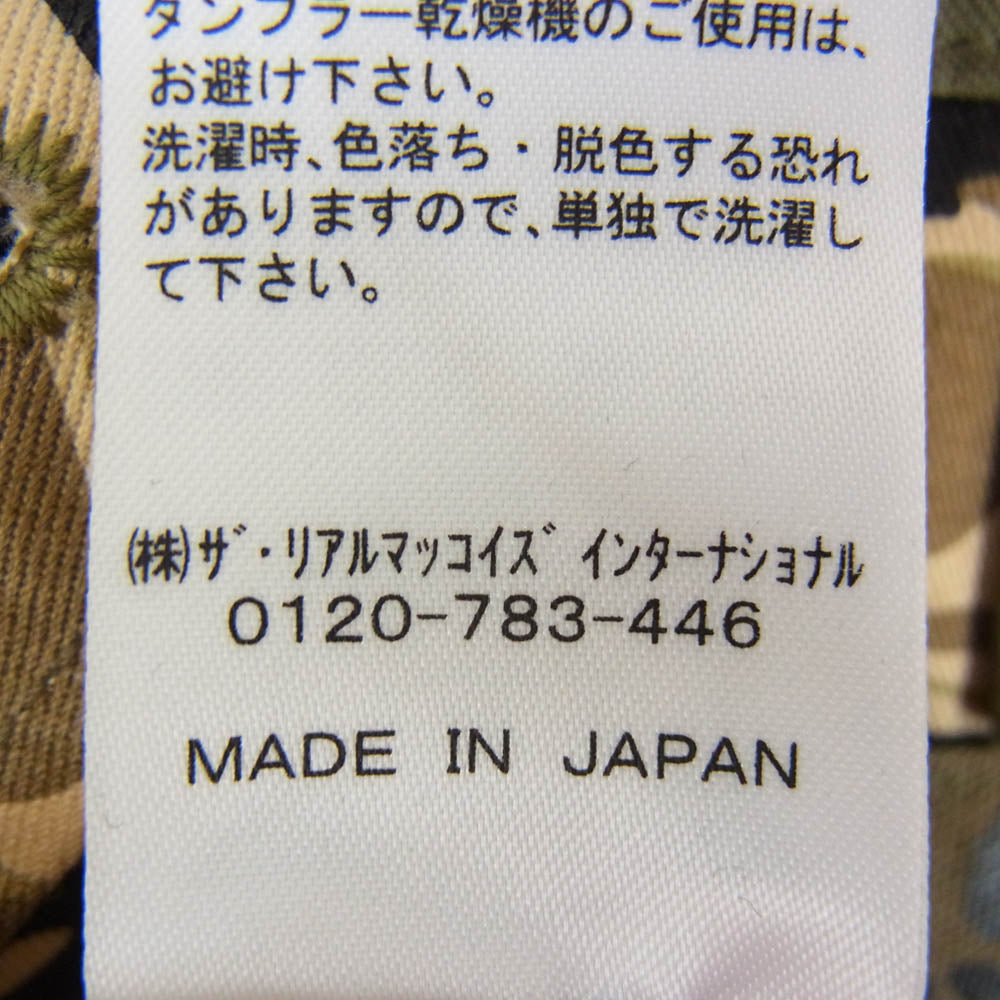 タンブラー乾燥機のご使用は、
お避け下さい。
洗濯時、色落ち・脱色する恐れ
がありますので、単独で洗濯し
て下さい。
㈱ザ・リアルマッコイズ インターナショナル
0120-783-446
MADE IN JAPAN